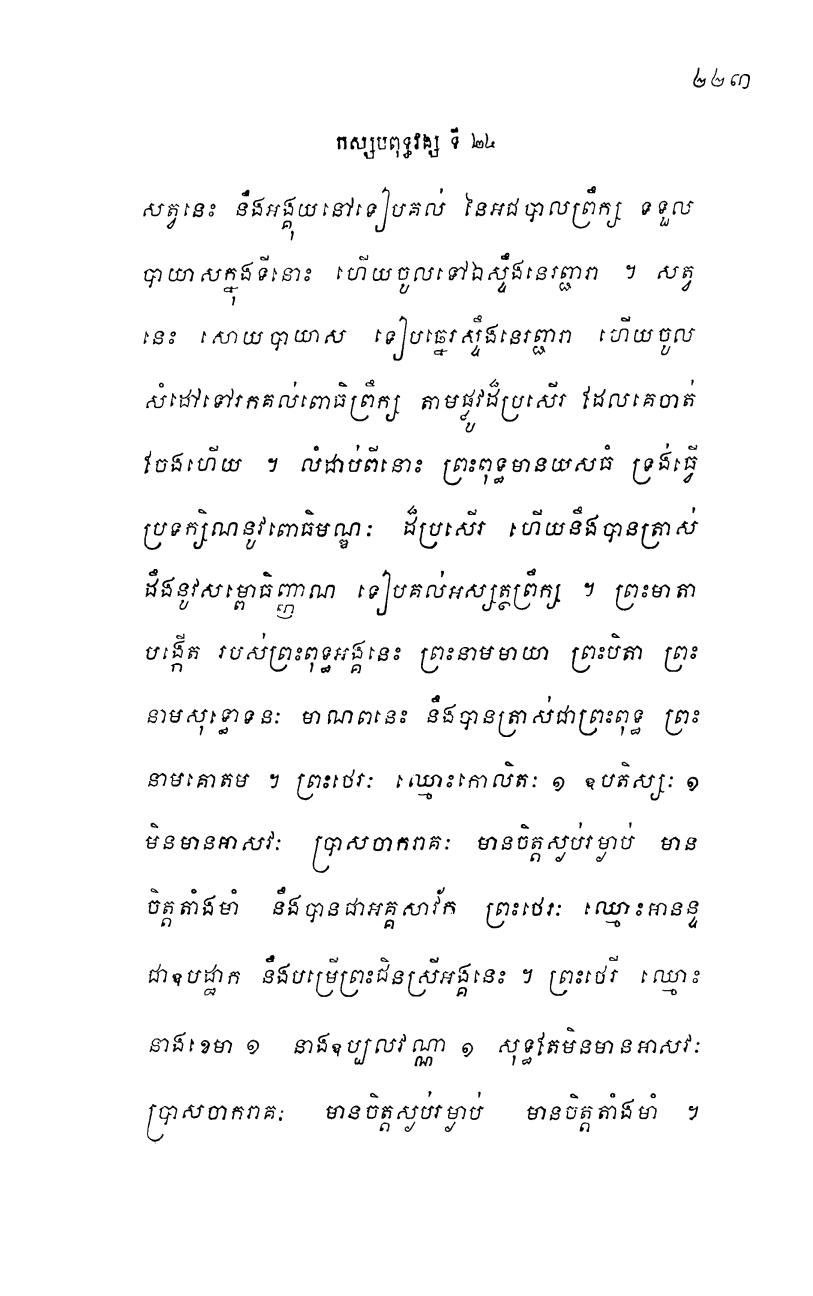 ២២៣
កស្សបពុទ្ធវង្ស ទី ២៤
សត្វនេះ នឹងអង្គុយនៅទៀបគល់ នៃអជបាលព្រឹក្ស ទទួល
បាយាសក្នុងទីនោះ ហើយចូលទៅឯស្ទឹងនេរញ្ជរា ។ សត្វ
នេះ សោយបាយាស ទៀបឆ្នេរស្ទឹងនេរញ្ជរា ហើយចូល
សំដៅទៅរកគល់ពោធិព្រឹក្ស តាមផ្លូវដ៏ប្រសើរ ដែលគេចាត់
ចែងហើយ ។ លំដាប់ពីនោះ ព្រះពុទ្ធមានយសធំ ទ្រង់ធ្វើ
ប្រទក្សិណនូវពោធិមណ្ឌៈ ដ៏ប្រសើរ ហើយនឹងបានត្រាស់
ដឹងនូវសម្ពោធិញ្ញាណ ទៀបគល់អស្សត្ថព្រឹក្ស ។ ព្រះមាតា
បង្កើត របស់ព្រះពុទ្ធអង្គនេះ ព្រះនាមមាយា ព្រះបិតា ព្រះ
នាមសុទ្ធោទនៈ មាណពនេះ នឹងបានត្រាស់ជាព្រះពុទ្ធ ព្រះ
នាមគោតម ។ ព្រះថេរៈ ឈ្មោះកោលិតៈ ១ ឧបតិស្សៈ ១
មិនមានអាសវៈ ប្រាសចាករាគៈ មានចិត្តស្ងប់រម្ងាប់ មាន
ចិត្តតាំងមាំ នឹងបានជាអគ្គសាវ័ក ព្រះថេរៈ ឈ្មោះអានន្ទ
ជាឧបដ្ឋាក នឹងបម្រើព្រះជិនស្រីអង្គនេះ ។ ព្រះថេរី ឈ្មោះ
នាងខេមា ១ នាងឧប្បលវណ្ណា ១ សុទ្ធតែមិនមានអាសវៈ
ប្រាសចាករាគៈ មានចិត្តស្ងប់រម្ងាប់ មានចិត្តតាំងមាំ ។